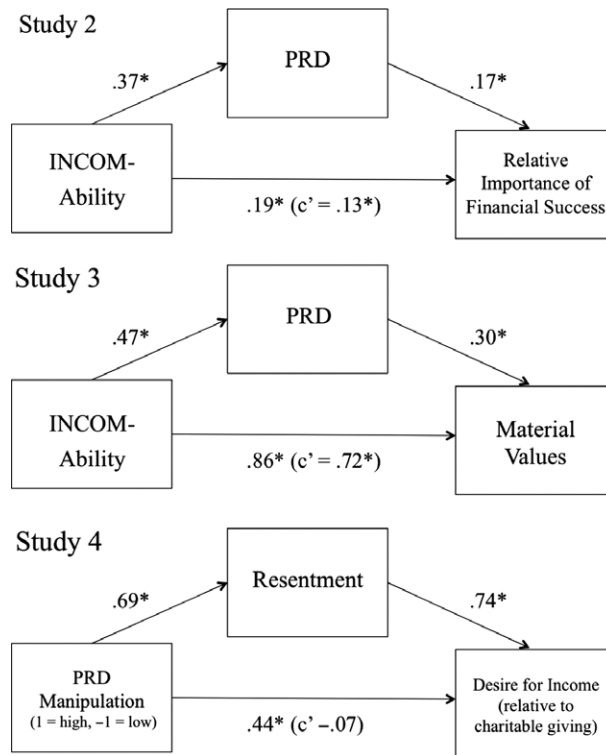 Study 2
PRD
.37*
.17*
INCOM-
Ability
Relative
Importance of
Financial Success
.19* (c’ = .13*)
Study 3
PRD
.47*
.30*
INCOM-
Ability
Material
Values
.86* (c’ = .72*)
Study 4
Resentment
.69*
.74*
PRD
Manipulation
(1 = high, -1 = low)
Desire for Income
(relative to
charitable giving)
.44* (c’ –.07)